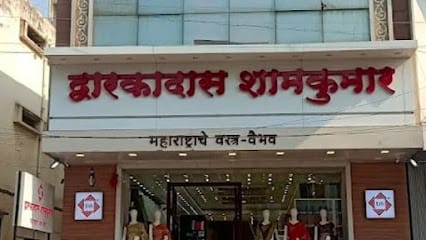 द्वारकादास शामकुमार
महाराष्ट्राचे वस्त्र-वैभव